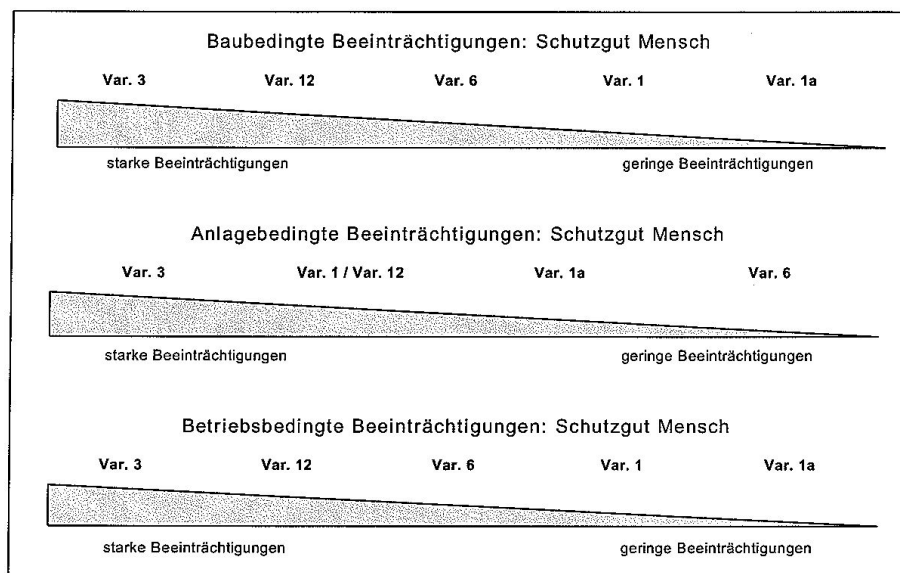 Baubedingte Beeinträchtigungen: Schutzgut Mensch
Var. 3 Var. 12 Var. 6 Var. 1 Var. 1a
starke Beeinträchtigungen geringe Beeinträchtigungen
Anlagebedingte Beeinträchtigungen: Schutzgut Mensch
Var. 3 Var. 1 / Var. 12 Var. 1a Var. 6
starke Beeinträchtigungen geringe Beeinträchtigungen
Betriebsbedingte Beeinträchtigungen: Schutzgut Mensch
Var. 3 Var. 12 Var. 6 Var. 1 Var. 1a
starke Beeinträchtigungen geringe Beeinträchtigungen